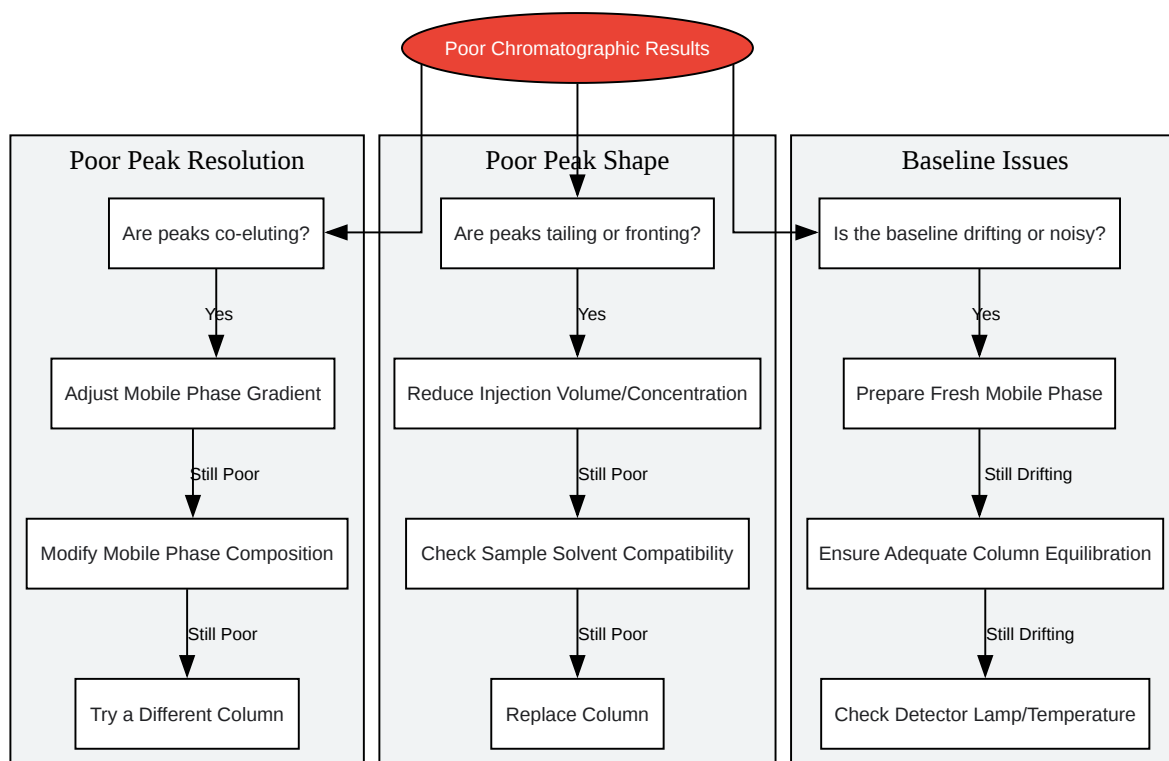 Poor Chromatographic Results
Poor Peak Resolution
Are peaks co-eluting?
Yes
Adjust Mobile Phase Gradient
Still Poor
Modify Mobile Phase Composition
Still Poor
Try a Different Column
Poor Peak Shape
Are peaks tailing or fronting?
Yes
Reduce Injection Volume/Concentration
Still Poor
Check Sample Solvent Compatibility
Still Poor
Replace Column
Baseline Issues
Is the baseline drifting or noisy?
Yes
Prepare Fresh Mobile Phase
Still Drifting
Ensure Adequate Column Equilibration
Still Drifting
Check Detector Lamp/Temperature